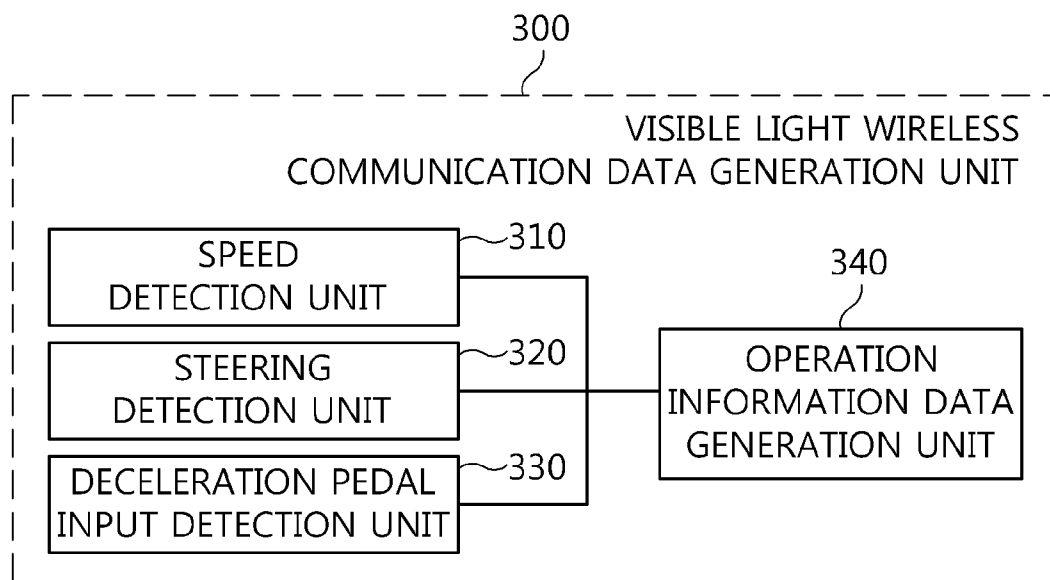 300
VISIBLE LIGHT WIRELESS
COMMUNICATION DATA GENERATION UNIT
310
SPEED
DETECTION UNIT
320
STEERING
DETECTION UNIT
330
DECELERATION PEDAL
INPUT DETECTION UNIT
340
OPERATION
INFORMATION DATA
GENERATION UNIT